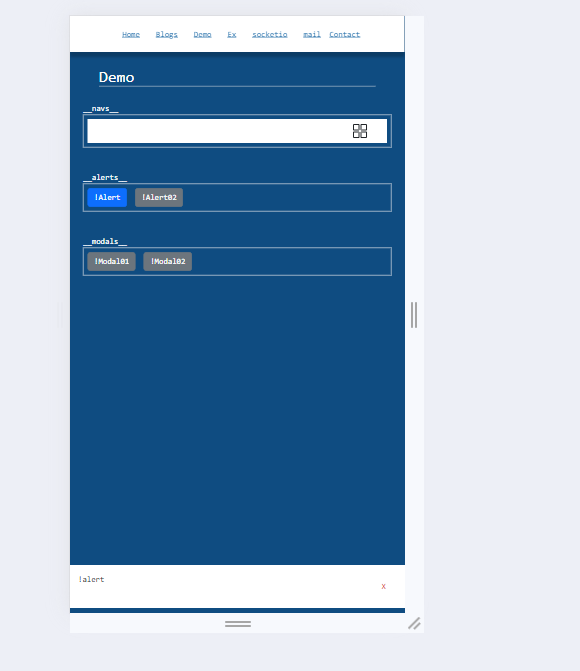 Home Blogs Demo Ex socketio mail Contact
Demo
__navs__
__alerts__
!Alert !Alert02
__modals__
!Modal01 !Modal02
!alert
x